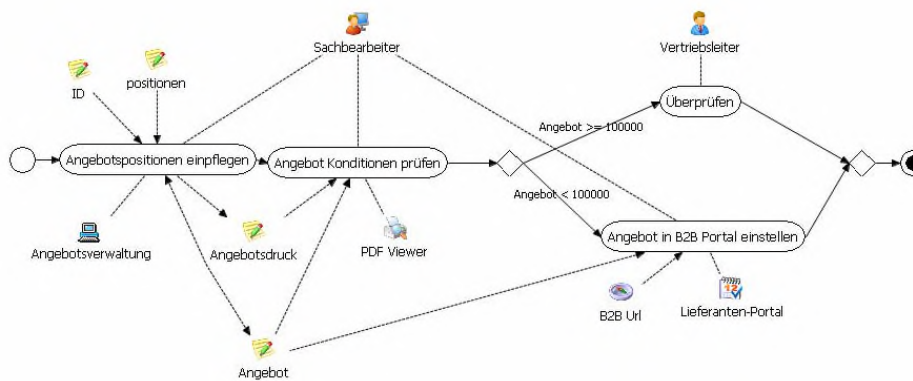 Sachbearbeiter
Vertriebsleiter
ID
positionen
Überprüfen
Angebot >= 100000
Angebotspositionen einpflegen
Angebot Konditionen prüfen
Angebot < 100000
Angebot in B2B Portal einstellen
Angebotsverwaltung
Angebotsdruck
PDF Viewer
B2B Url
Lieferanten-Portal
Angebot
12